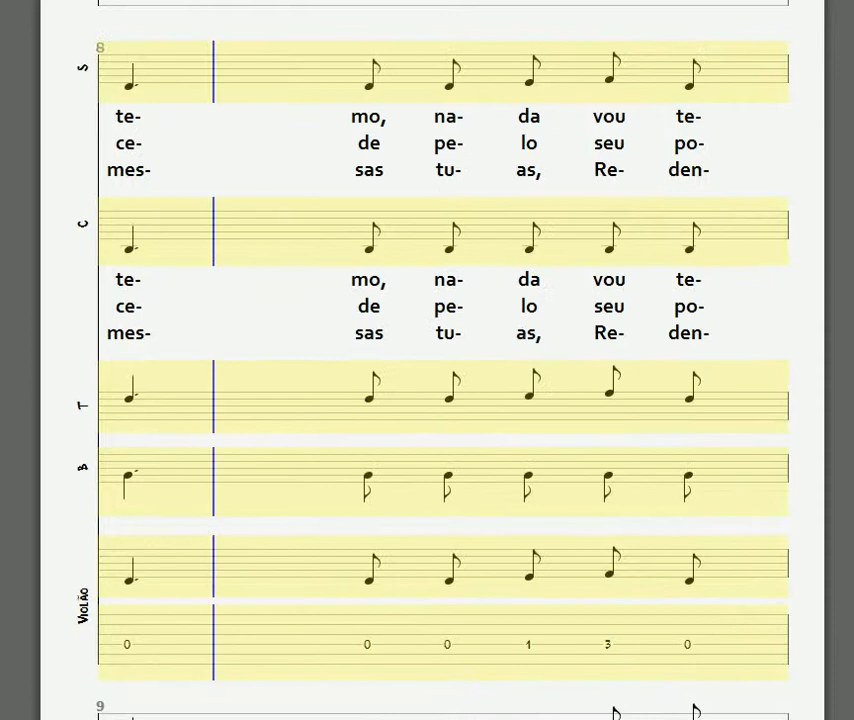 8
S
te- mo, na- da vou te-
ce- de pe- lo seu po-
mes- sas tu- as, Re- den-
C
te- mo, na- da vou te-
ce- de pe- lo seu po-
mes- sas tu- as, Re- den-
T
B
Violão
0 0 0 1 3 0
9